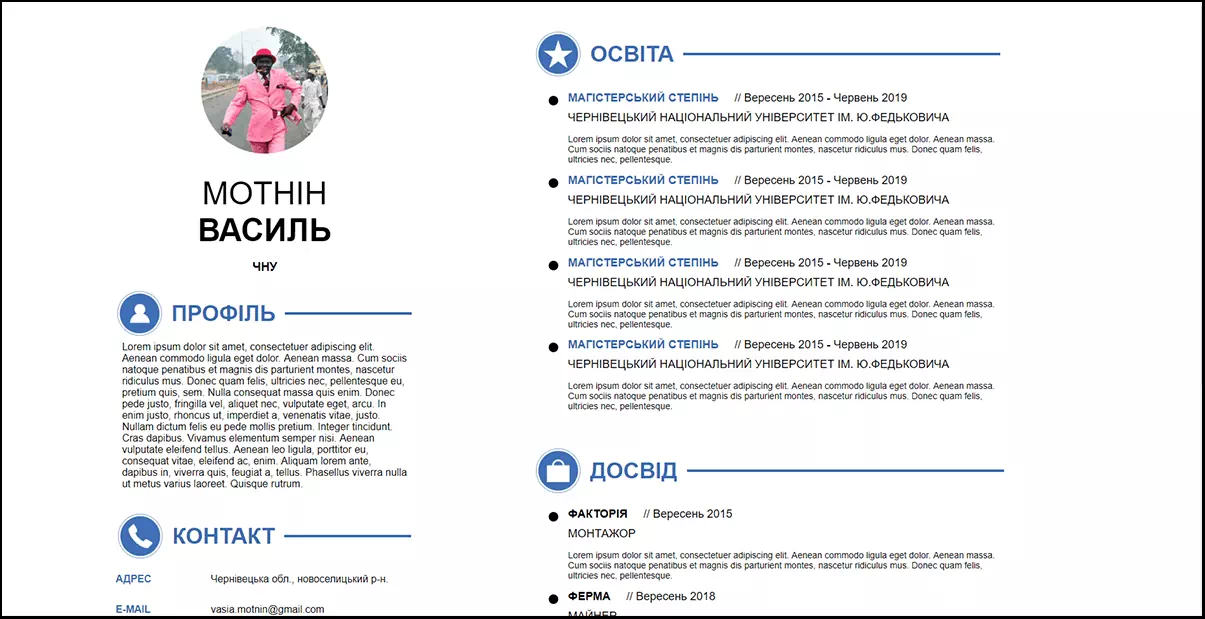 МОТНІН
ВАСИЛЬ
ЧНУ
ПРОФІЛЬ
Lorem ipsum dolor sit amet, consectetuer adipiscing elit.
Aenean commodo ligula eget dolor. Aenean massa. Cum sociis
natoque penatibus et magnis dis parturient montes, nascetur
ridiculus mus. Donec quam felis, ultricies nec, pellentesque eu,
pretium quis, sem. Nulla consequat massa quis enim. Donec
pede justo, fringilla vel, aliquet nec, vulputate eget, arcu. In
enim justo, rhoncus ut, imperdiet a, venenatis vitae, justo.
Nullam dictum felis eu pede mollis pretium. Integer tincidunt.
Cras dapibus. Vivamus elementum semper nisi. Aenean
vulputate eleifend tellus. Aenean leo ligula, porttitor eu,
consequat vitae, eleifend ac, enim. Aliquam lorem ante,
dapibus in, viverra quis, feugiat a, tellus. Phasellus viverra nulla
ut metus varius laoreet. Quisque rutrum.
КОНТАКТ
АДРЕС Чернівецька обл., новоселицький р-н.
E-MAIL vasia.motnin@gmail.com
ОСВІТА
МАГІСТЕРСЬКИЙ СТЕПІНЬ // Вересень 2015 - Червень 2019
ЧЕРНІВЕЦЬКИЙ НАЦІОНАЛЬНИЙ УНІВЕРСИТЕТ ІМ. Ю.ФЕДЬКОВИЧА
Lorem ipsum dolor sit amet, consectetuer adipiscing elit. Aenean commodo ligula eget dolor. Aenean massa.
Cum sociis natoque penatibus et magnis dis parturient montes, nascetur ridiculus mus. Donec quam felis,
ultricies nec, pellentesque.
МАГІСТЕРСЬКИЙ СТЕПІНЬ // Вересень 2015 - Червень 2019
ЧЕРНІВЕЦЬКИЙ НАЦІОНАЛЬНИЙ УНІВЕРСИТЕТ ІМ. Ю.ФЕДЬКОВИЧА
Lorem ipsum dolor sit amet, consectetuer adipiscing elit. Aenean commodo ligula eget dolor. Aenean massa.
Cum sociis natoque penatibus et magnis dis parturient montes, nascetur ridiculus mus. Donec quam felis,
ultricies nec, pellentesque.
МАГІСТЕРСЬКИЙ СТЕПІНЬ // Вересень 2015 - Червень 2019
ЧЕРНІВЕЦЬКИЙ НАЦІОНАЛЬНИЙ УНІВЕРСИТЕТ ІМ. Ю.ФЕДЬКОВИЧА
Lorem ipsum dolor sit amet, consectetuer adipiscing elit. Aenean commodo ligula eget dolor. Aenean massa.
Cum sociis natoque penatibus et magnis dis parturient montes, nascetur ridiculus mus. Donec quam felis,
ultricies nec, pellentesque.
МАГІСТЕРСЬКИЙ СТЕПІНЬ // Вересень 2015 - Червень 2019
ЧЕРНІВЕЦЬКИЙ НАЦІОНАЛЬНИЙ УНІВЕРСИТЕТ ІМ. Ю.ФЕДЬКОВИЧА
Lorem ipsum dolor sit amet, consectetuer adipiscing elit. Aenean commodo ligula eget dolor. Aenean massa.
Cum sociis natoque penatibus et magnis dis parturient montes, nascetur ridiculus mus. Donec quam felis,
ultricies nec, pellentesque.
ДОСВІД
ФАКТОРІЯ // Вересень 2015
МОНТАЖОР
Lorem ipsum dolor sit amet, consectetuer adipiscing elit. Aenean commodo ligula eget dolor. Aenean massa.
Cum sociis natoque penatibus et magnis dis parturient montes, nascetur ridiculus mus. Donec quam felis,
ultricies nec, pellentesque.
ФЕРМА // Вересень 2018
МАЙНЕР